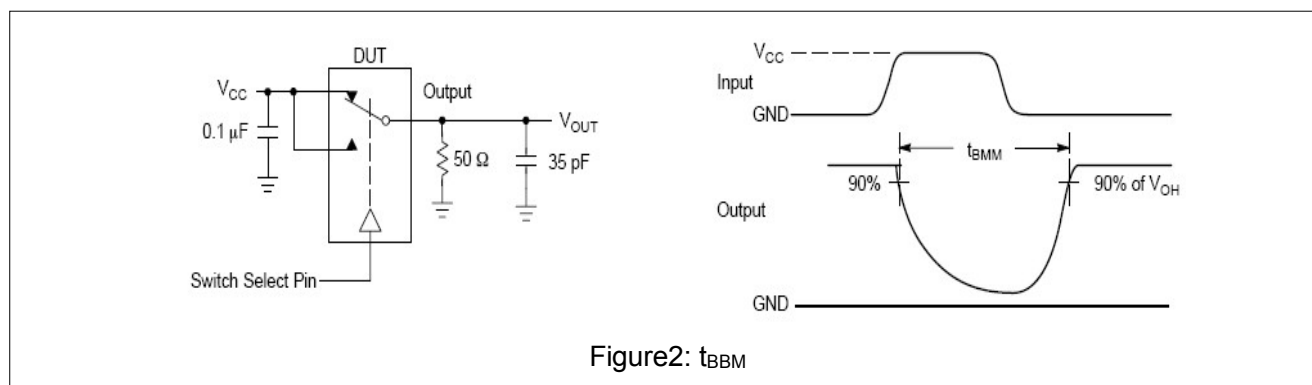 DUT
V_CC
Output
V_OUT
0.1 µF
50 Ω
35 pF
Switch Select Pin
V_CC
Input
GND
t_BMM
90%
90% of V_OH
Output
GND
Figure2: t_BBM